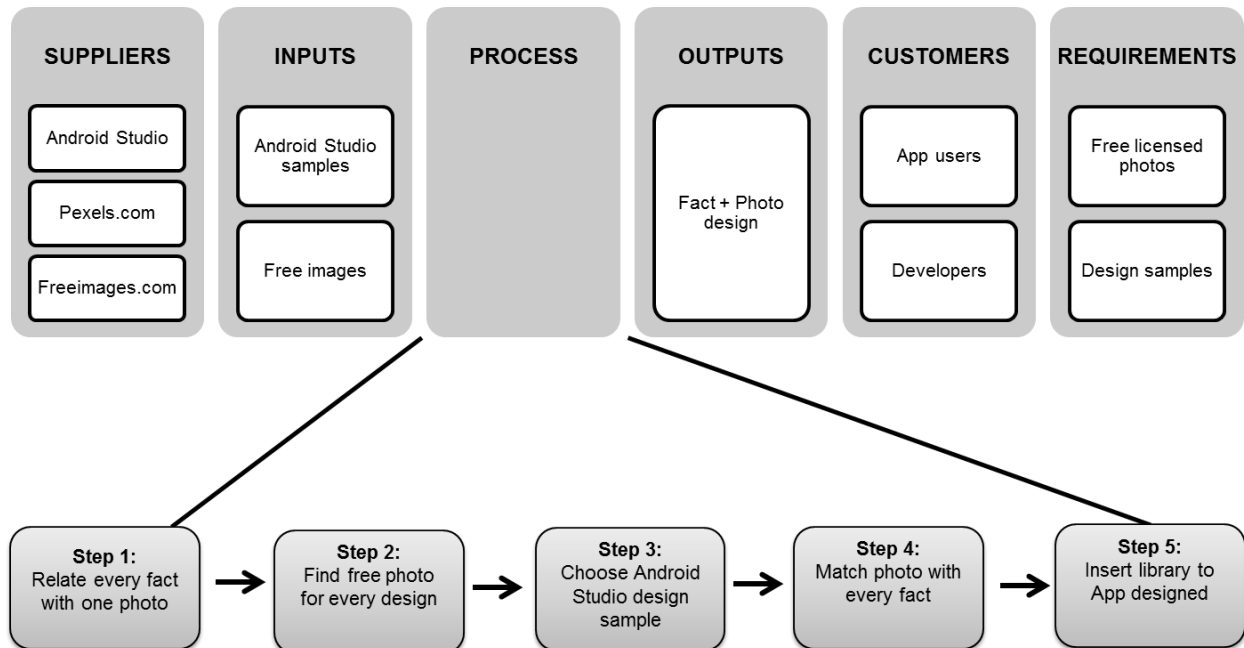 SUPPLIERS
Android Studio
Pexels.com
Freeimages.com
INPUTS
Android Studio
samples
Free images
PROCESS
OUTPUTS
Fact + Photo
design
CUSTOMERS
App users
Developers
REQUIREMENTS
Free licensed
photos
Design samples
Step 1:
Relate every fact
with one photo
Step 2:
Find free photo
for every design
Step 3:
Choose Android
Studio design
sample
Step 4:
Match photo with
every fact
Step 5:
Insert library to
App designed